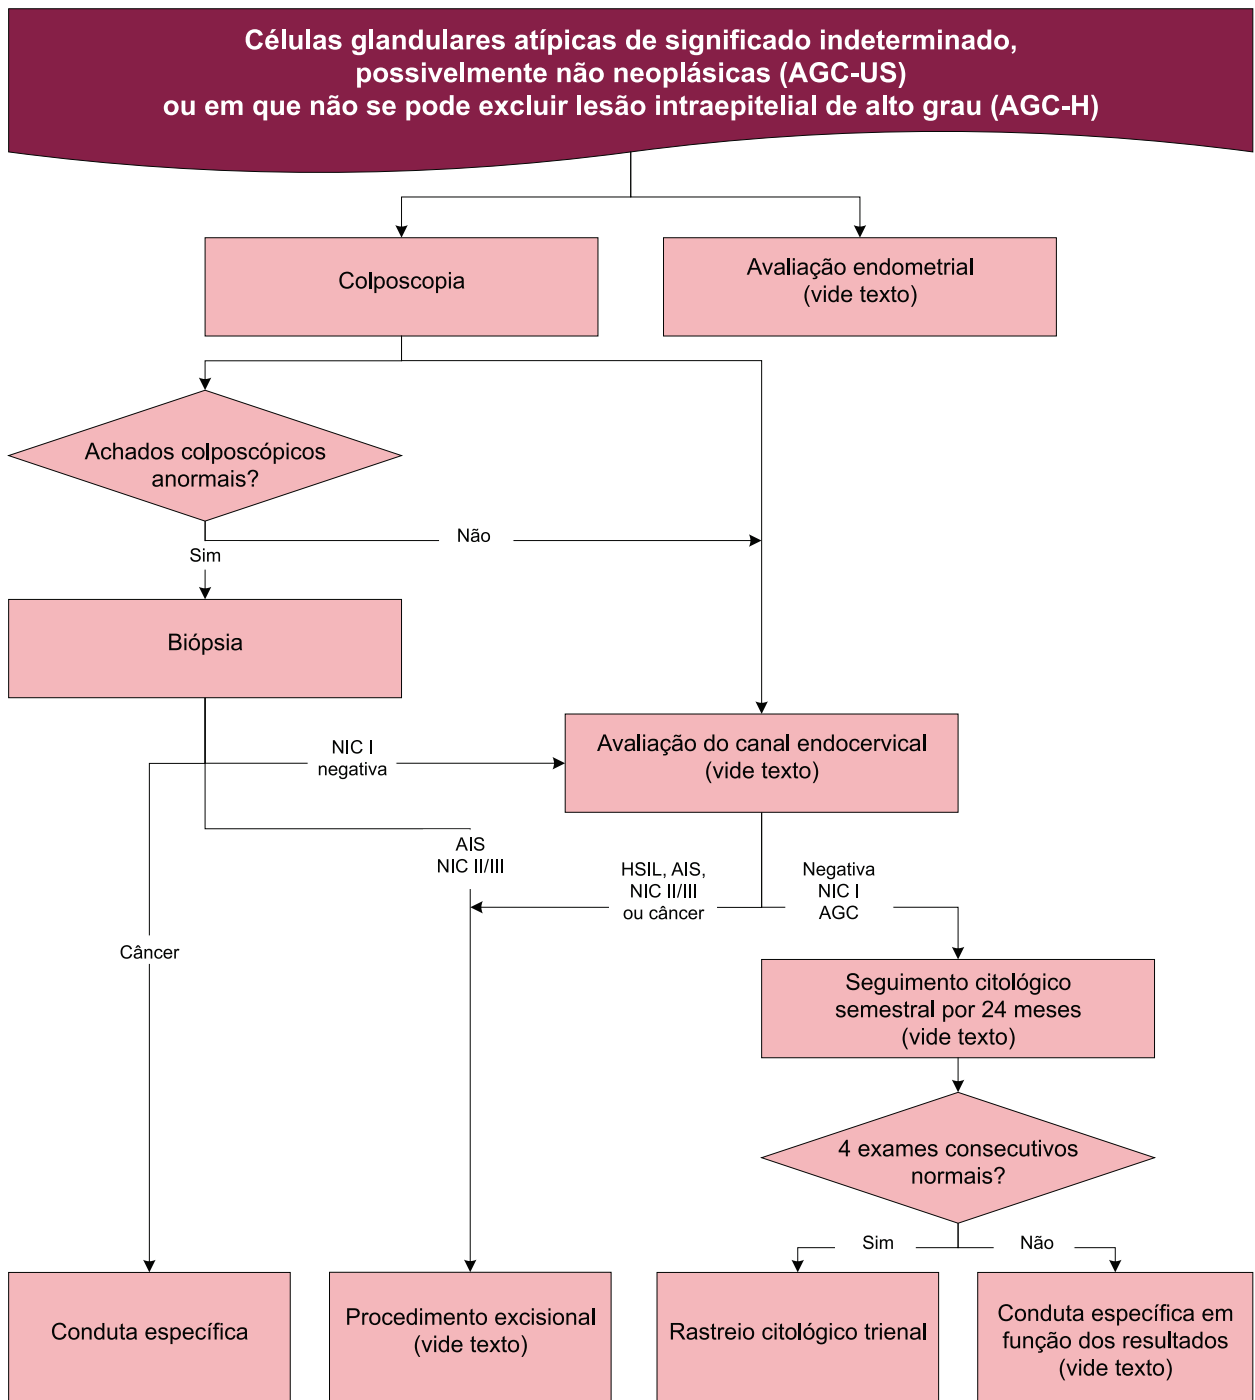 Células glandulares atípicas de significado indeterminado,
possivelmente não neoplásicas (AGC-US)
ou em que não se pode excluir lesão intraepitelial de alto grau (AGC-H)
Colposcopia
Avaliação endometrial
(vide texto)
Achados colposcópicos
anormais?
Não
Sim
Biópsia
NIC I
negativa
Avaliação do canal endocervical
(vide texto)
AIS
NIC II/III
HSIL, AIS,
NIC II/III
ou câncer
Negativa
NIC I
AGC
Câncer
Seguimento citológico
semestral por 24 meses
(vide texto)
4 exames consecutivos
normais?
Sim
Não
Conduta específica
Procedimento excisional
(vide texto)
Rastreio citológico trienal
Conduta específica em
função dos resultados
(vide texto)